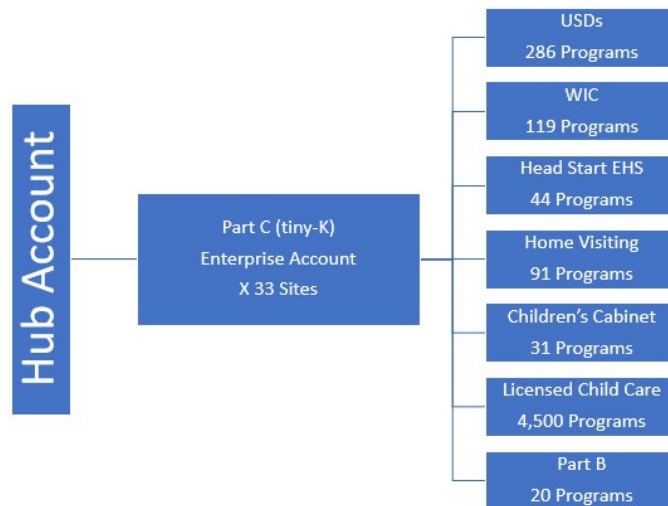 Hub Account
Part C (tiny-K)
Enterprise Account
X 33 Sites
USDs
286 Programs
WIC
119 Programs
Head Start EHS
44 Programs
Home Visiting
91 Programs
Children’s Cabinet
31 Programs
Licensed Child Care
4,500 Programs
Part B
20 Programs